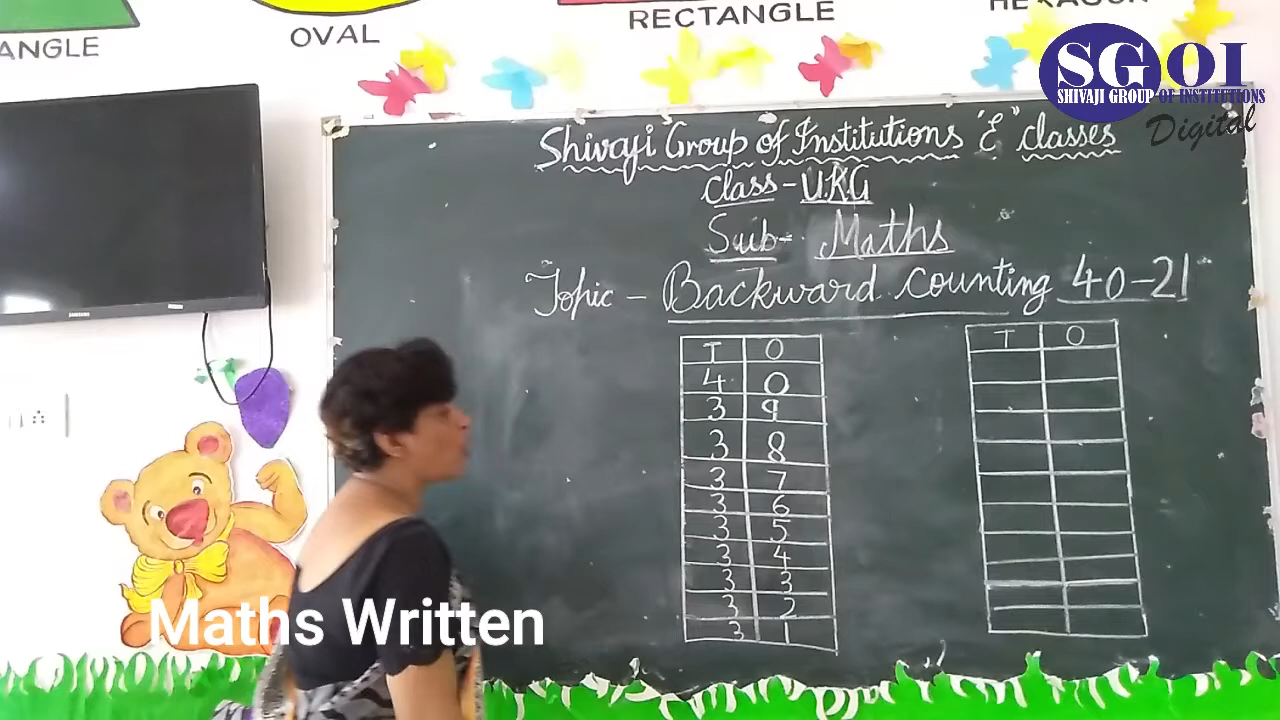 ANGLE
OVAL
RECTANGLE
HEXAGON
SGOI
SHIVAJI GROUP OF INSTITUTIONS
Digital
Shivaji Group of Institutions "E" classes
Class - U.K.G
Sub - Maths
Topic - Backward Counting 40-21
T O
4 0
3 9
3 8
3 7
3 6
3 5
3 4
3 3
3 2
3 1
T O
SAMSUNG
Maths Written